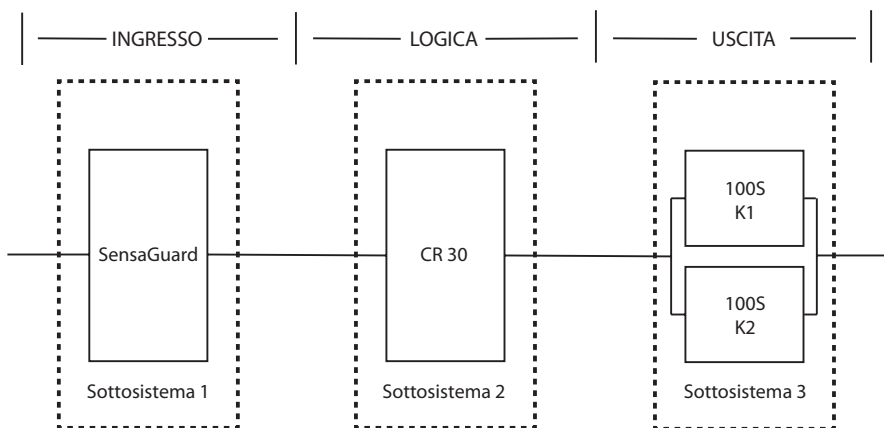 INGRESSO
LOGICA
USCITA
SensaGuard
CR 30
100S
K1
100S
K2
Sottosistema 1
Sottosistema 2
Sottosistema 3